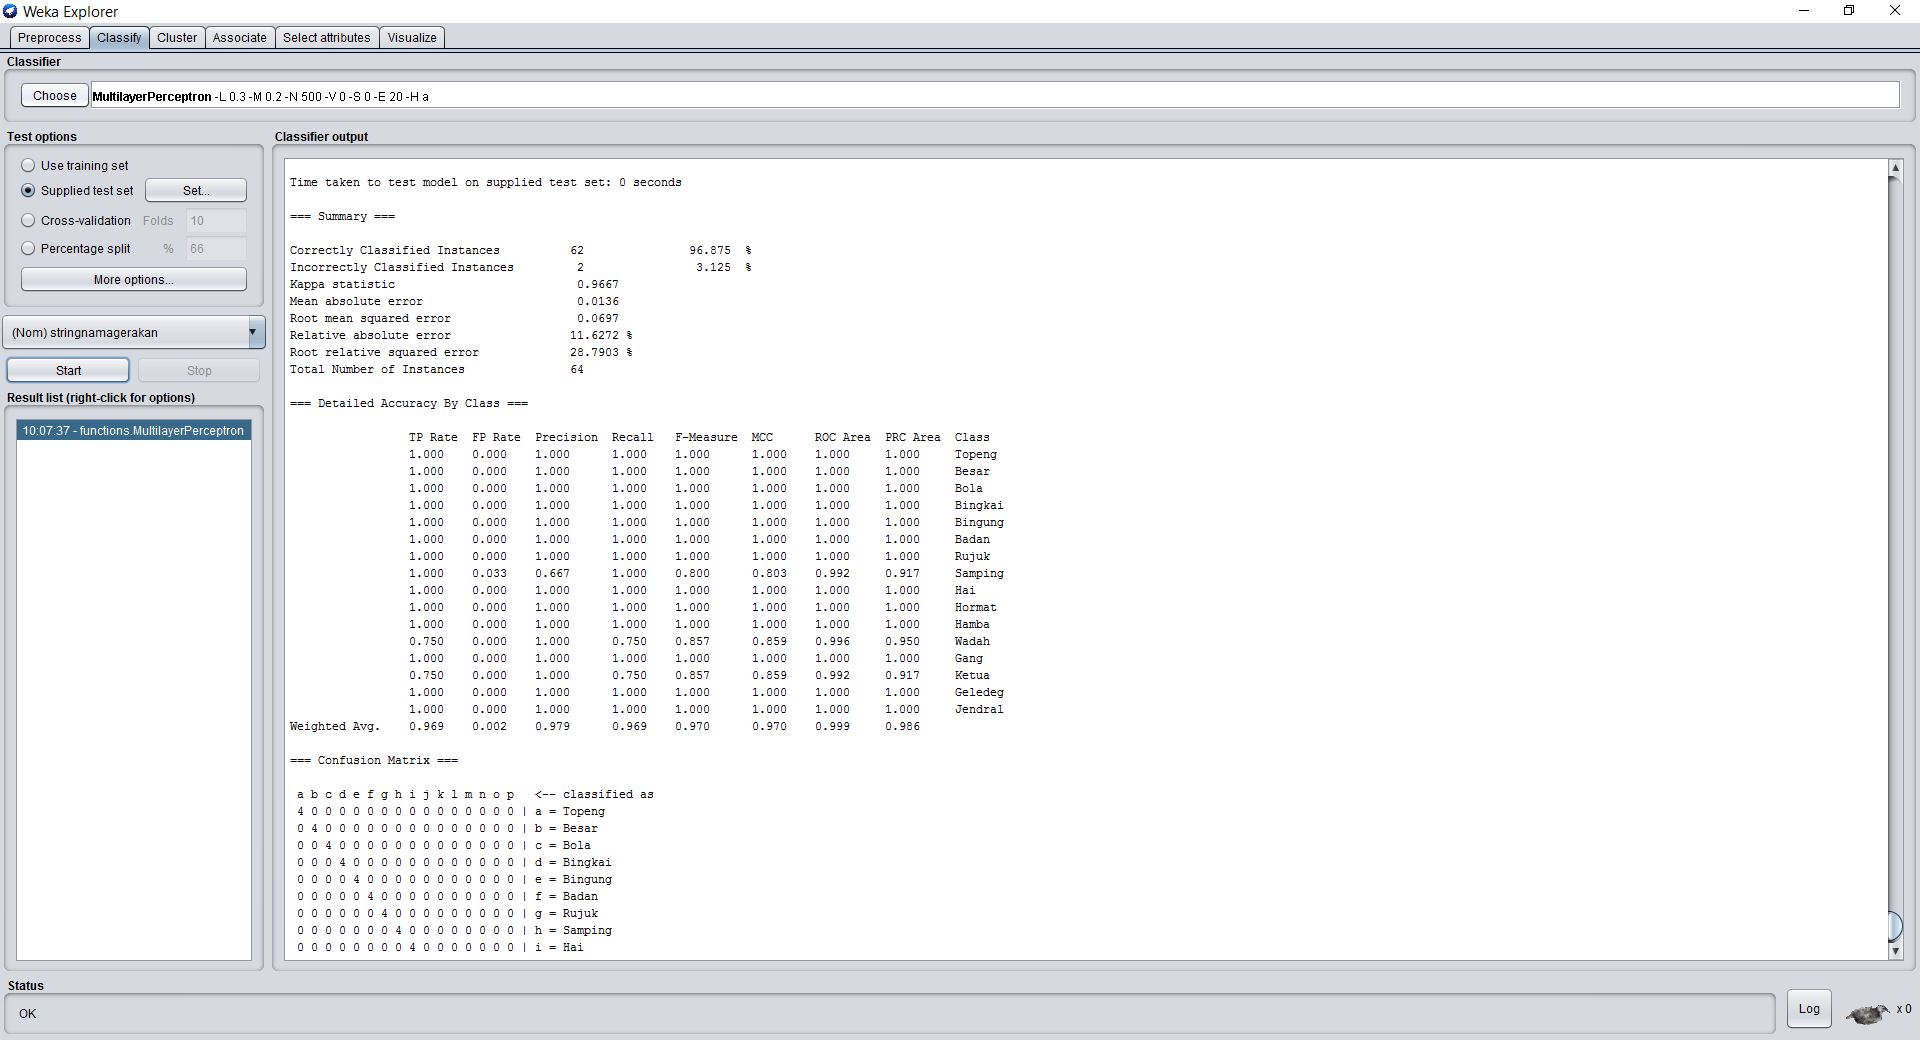 Weka Explorer
Preprocess Classify Cluster Associate Select attributes Visualize
Classifier
Choose MultilayerPerceptron -L 0.3 -M 0.2 -N 500 -V 0 -S 0 -E 20 -H a
Test options
Use training set
Supplied test set Set...
Cross-validation Folds 10
Percentage split % 66
More options...
(Nom) stringnamagerakan
Start Stop
Result list (right-click for options)
10:07:37 - functions.MultilayerPerceptron
Classifier output
Time taken to test model on supplied test set: 0 seconds
=== Summary ===
Correctly Classified Instances 62 96.875 %
Incorrectly Classified Instances 2 3.125 %
Kappa statistic 0.9667
Mean absolute error 0.0136
Root mean squared error 0.0697
Relative absolute error 11.6272 %
Root relative squared error 28.7903 %
Total Number of Instances 64
=== Detailed Accuracy By Class ===
TP Rate FP Rate Precision Recall F-Measure MCC ROC Area PRC Area Class
1.000 0.000 1.000 1.000 1.000 1.000 1.000 1.000 Topeng
1.000 0.000 1.000 1.000 1.000 1.000 1.000 1.000 Besar
1.000 0.000 1.000 1.000 1.000 1.000 1.000 1.000 Bola
1.000 0.000 1.000 1.000 1.000 1.000 1.000 1.000 Bingkai
1.000 0.000 1.000 1.000 1.000 1.000 1.000 1.000 Bingung
1.000 0.000 1.000 1.000 1.000 1.000 1.000 1.000 Badan
1.000 0.000 1.000 1.000 1.000 1.000 1.000 1.000 Rujuk
1.000 0.033 0.667 1.000 0.800 0.803 0.992 0.917 Samping
1.000 0.000 1.000 1.000 1.000 1.000 1.000 1.000 Hai
1.000 0.000 1.000 1.000 1.000 1.000 1.000 1.000 Hormat
1.000 0.000 1.000 1.000 1.000 1.000 1.000 1.000 Hamba
0.750 0.000 1.000 0.750 0.857 0.859 0.996 0.950 Wadah
1.000 0.000 1.000 1.000 1.000 1.000 1.000 1.000 Gang
0.750 0.000 1.000 0.750 0.857 0.859 0.992 0.917 Ketua
1.000 0.000 1.000 1.000 1.000 1.000 1.000 1.000 Geledeg
1.000 0.000 1.000 1.000 1.000 1.000 1.000 1.000 Jendral
Weighted Avg. 0.969 0.002 0.979 0.969 0.970 0.970 0.999 0.986
=== Confusion Matrix ===
a b c d e f g h i j k l m n o p <-- classified as
4 0 0 0 0 0 0 0 0 0 0 0 0 0 0 0 | a = Topeng
0 4 0 0 0 0 0 0 0 0 0 0 0 0 0 0 | b = Besar
0 0 4 0 0 0 0 0 0 0 0 0 0 0 0 0 | c = Bola
0 0 0 4 0 0 0 0 0 0 0 0 0 0 0 0 | d = Bingkai
0 0 0 0 4 0 0 0 0 0 0 0 0 0 0 0 | e = Bingung
0 0 0 0 0 4 0 0 0 0 0 0 0 0 0 0 | f = Badan
0 0 0 0 0 0 4 0 0 0 0 0 0 0 0 0 | g = Rujuk
0 0 0 0 0 0 0 4 0 0 0 0 0 0 0 0 | h = Samping
0 0 0 0 0 0 0 0 4 0 0 0 0 0 0 0 | i = Hai
Status
OK
Log
x 0